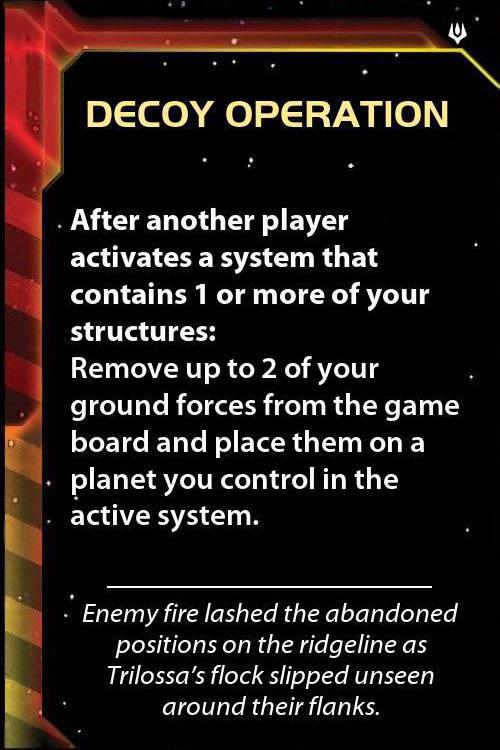 DECOY OPERATION
After another player
activates a system that
contains 1 or more of your
structures:
Remove up to 2 of your
ground forces from the game
board and place them on a
planet you control in the
active system.
Enemy fire lashed the abandoned
positions on the ridgeline as
Trilossa's flock slipped unseen
around their flanks.